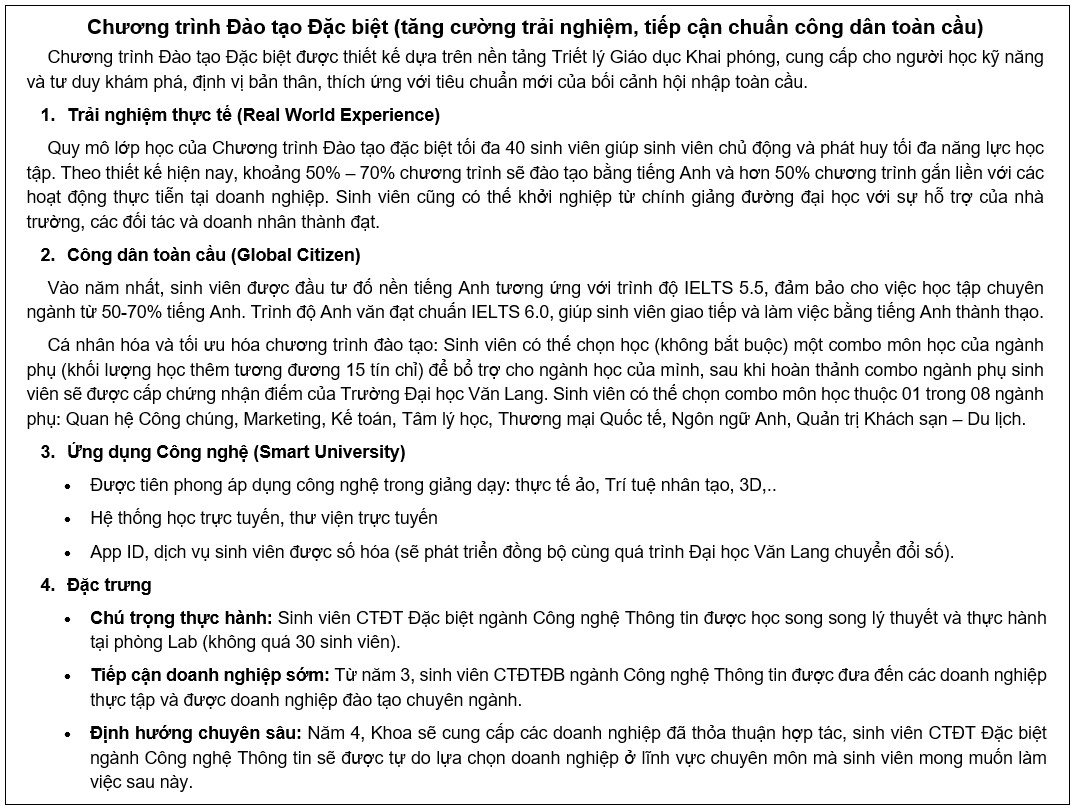 Chương trình Đào tạo Đặc biệt (tăng cường trải nghiệm, tiếp cận chuẩn công dân toàn cầu)
Chương trình Đào tạo Đặc biệt được thiết kế dựa trên nền tảng Triết lý Giáo dục Khai phóng, cung cấp cho người học kỹ năng
và tư duy khám phá, định vị bản thân, thích ứng với tiêu chuẩn mới của bối cảnh hội nhập toàn cầu.
1. Trải nghiệm thực tế (Real World Experience)
Quy mô lớp học của Chương trình Đào tạo đặc biệt tối đa 40 sinh viên giúp sinh viên chủ động và phát huy tối đa năng lực học
tập. Theo thiết kế hiện nay, khoảng 50% – 70% chương trình sẽ đào tạo bằng tiếng Anh và hơn 50% chương trình gắn liền với các
hoạt động thực tiễn tại doanh nghiệp. Sinh viên cũng có thể khởi nghiệp từ chính giảng đường đại học với sự hỗ trợ của nhà
trường, các đối tác và doanh nhân thành đạt.
2. Công dân toàn cầu (Global Citizen)
Vào năm nhất, sinh viên được đầu tư đổ nền tiếng Anh tương ứng với trình độ IELTS 5.5, đảm bảo cho việc học tập chuyên
ngành từ 50-70% tiếng Anh. Trình độ Anh văn đạt chuẩn IELTS 6.0, giúp sinh viên giao tiếp và làm việc bằng tiếng Anh thành thạo.
Cá nhân hóa và tối ưu hóa chương trình đào tạo: Sinh viên có thể chọn học (không bắt buộc) một combo môn học của ngành
phụ (khối lượng học thêm tương đương 15 tín chỉ) để bổ trợ cho ngành học của mình, sau khi hoàn thảnh combo ngành phụ sinh
viên sẽ được cấp chứng nhận điểm của Trường Đại học Văn Lang. Sinh viên có thể chọn combo môn học thuộc 01 trong 08 ngành
phụ: Quan hệ Công chúng, Marketing, Kế toán, Tâm lý học, Thương mại Quốc tế, Ngôn ngữ Anh, Quản trị Khách sạn – Du lịch.
3. Ứng dụng Công nghệ (Smart University)
• Được tiên phong áp dụng công nghệ trong giảng dạy: thực tế ảo, Trí tuệ nhân tạo, 3D,..
• Hệ thống học trực tuyến, thư viện trực tuyến
• App ID, dịch vụ sinh viên được số hóa (sẽ phát triển đồng bộ cùng quá trình Đại học Văn Lang chuyển đổi số).
4. Đặc trưng
• Chú trọng thực hành: Sinh viên CTĐT Đặc biệt ngành Công nghệ Thông tin được học song song lý thuyết và thực hành
tại phòng Lab (không quá 30 sinh viên).
• Tiếp cận doanh nghiệp sớm: Từ năm 3, sinh viên CTĐTĐB ngành Công nghệ Thông tin được đưa đến các doanh nghiệp
thực tập và được doanh nghiệp đào tạo chuyên ngành.
• Định hướng chuyên sâu: Năm 4, Khoa sẽ cung cấp các doanh nghiệp đã thỏa thuận hợp tác, sinh viên CTĐT Đặc biệt
ngành Công nghệ Thông tin sẽ được tự do lựa chọn doanh nghiệp ở lĩnh vực chuyên môn mà sinh viên mong muốn làm
việc sau này.